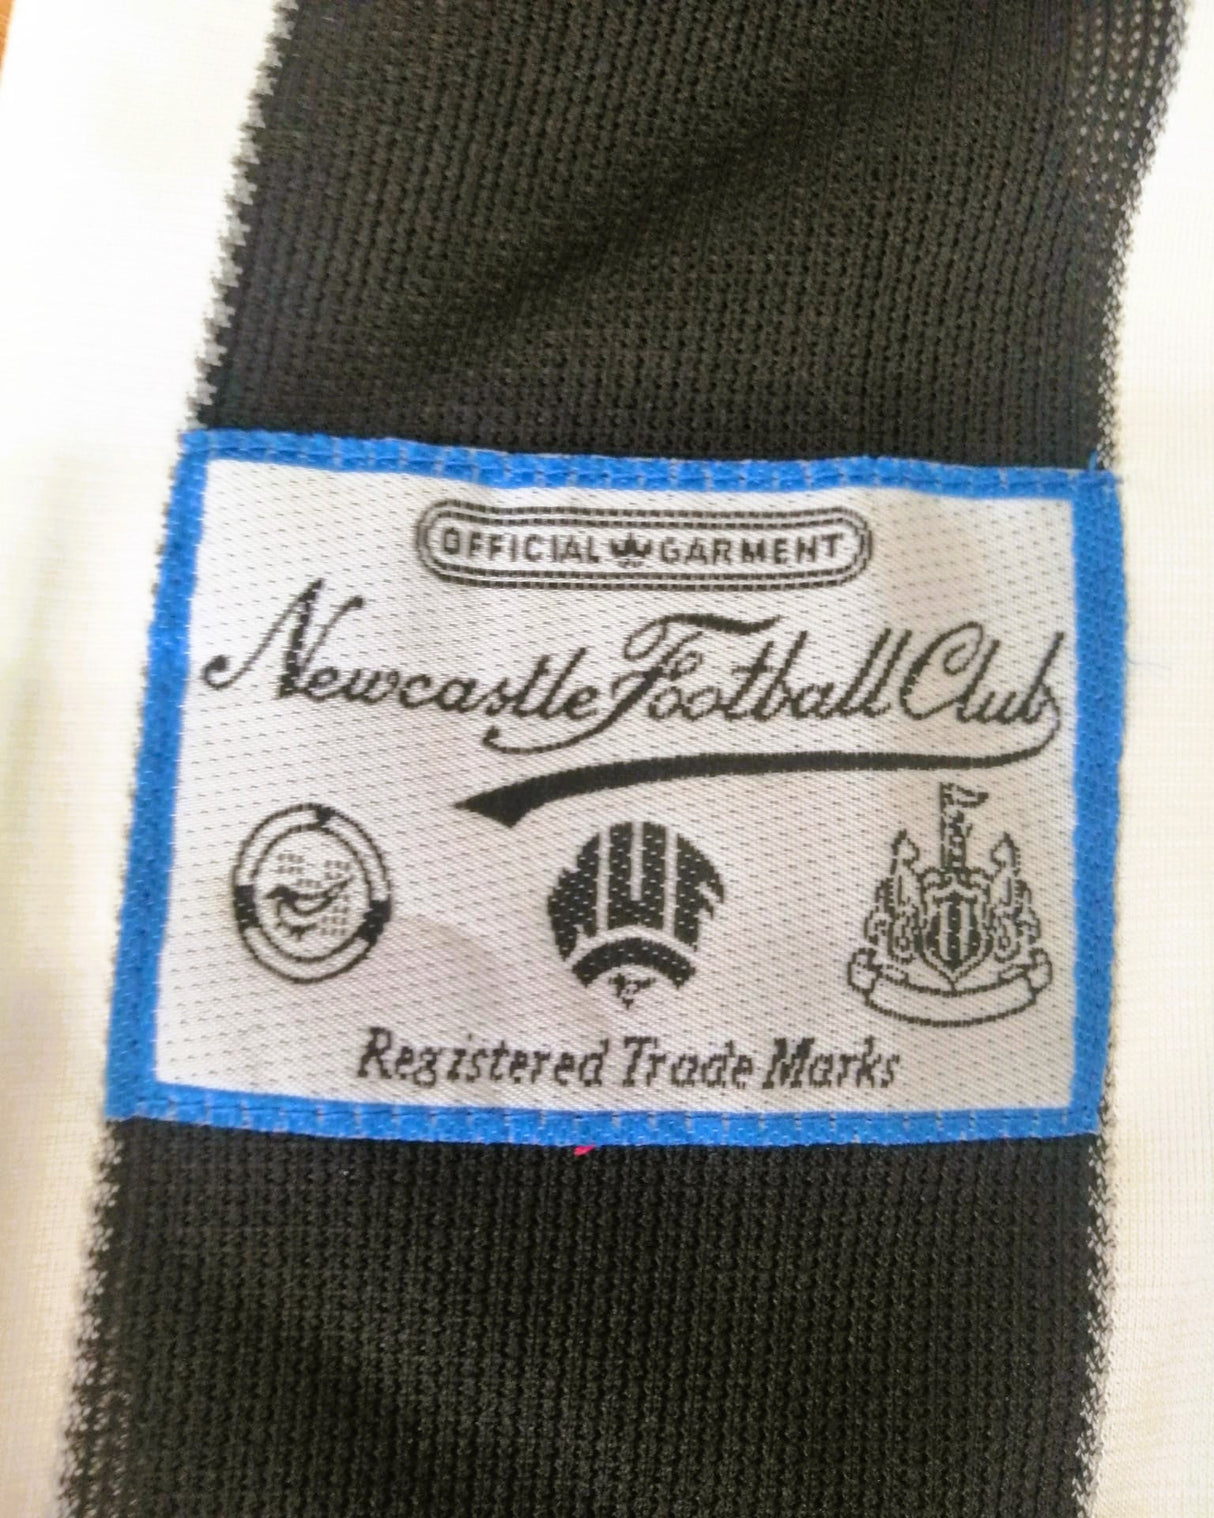 OFFICIAL GARMENT
Newcastle Football Club
NUF
Registered Trade Marks